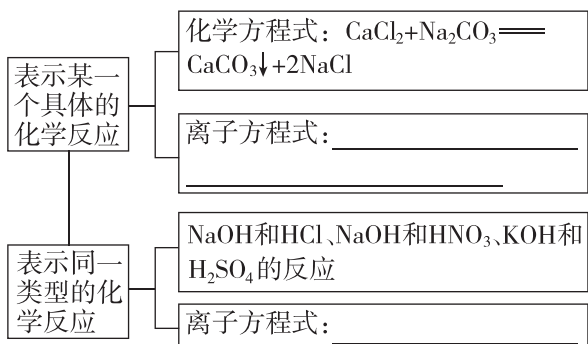 表示某一
个具体的
化学反应
化学方程式：CaCl₂+Na₂CO₃══
CaCO₃↓+2NaCl
离子方程式：
表示同一
类型的化
学反应
NaOH和HCl、NaOH和HNO₃、KOH和
H₂SO₄的反应
离子方程式：